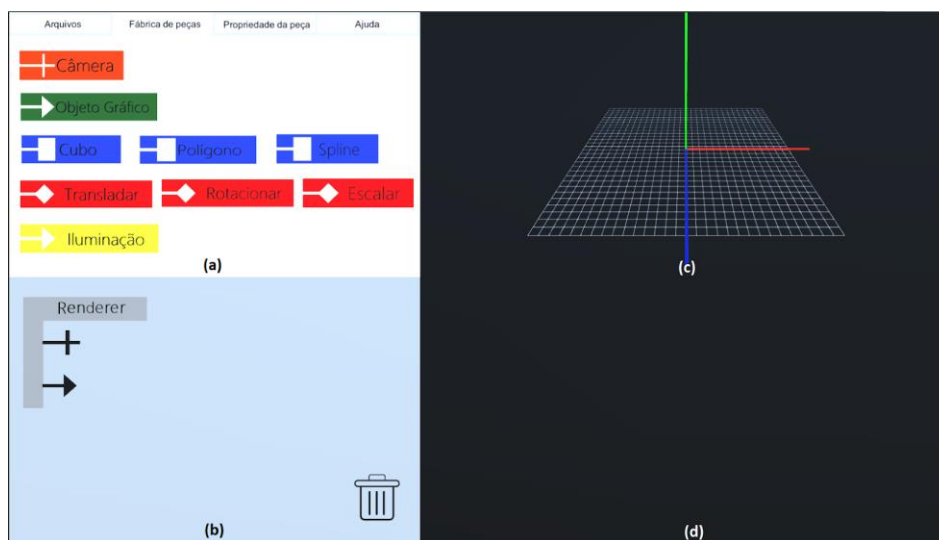 Arquivos Fábrica de peças Propriedade da peça Ajuda
Câmera
Objeto Gráfico
Cubo Polígono Spline
Transladar Rotacionar Escalar
Iluminação
(a)
Renderer
(b)
(c)
(d)